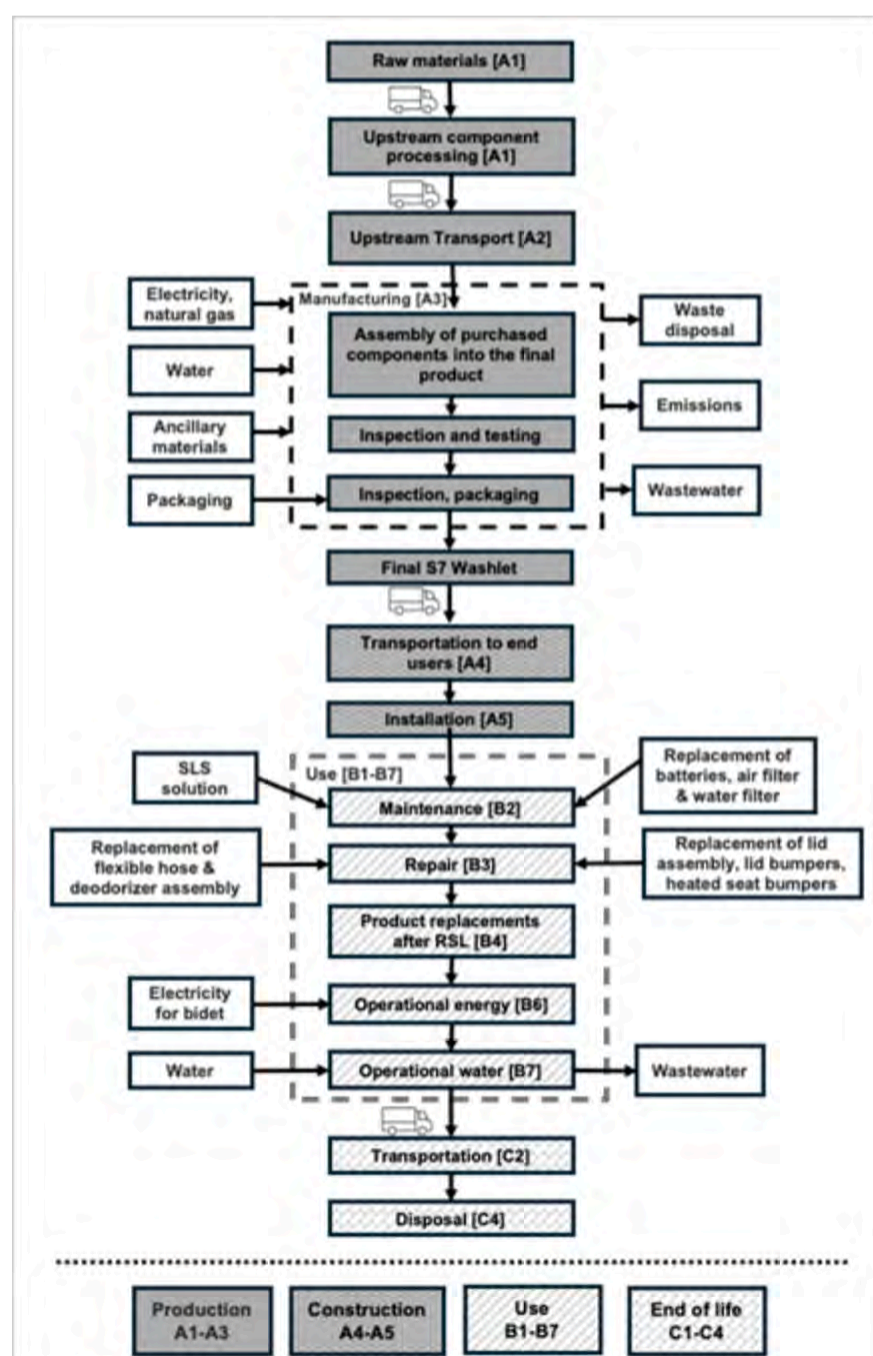 Raw materials [A1]
Upstream component
processing [A1]
Upstream Transport [A2]
Electricity,
natural gas
Manufacturing [A3]
Waste
disposal
Assembly of purchased
components into the final
product
Water
Emissions
Ancillary
materials
Inspection and testing
Packaging
Inspection, packaging
Wastewater
Final S7 Washlet
Transportation to end
users [A4]
Installation [A5]
SLS
solution
Use [B1-B7]
Replacement of
batteries, air filter
& water filter
Maintenance [B2]
Replacement of
flexible hose &
deodorizer assembly
Repair [B3]
Replacement of lid
assembly, lid bumpers,
heated seat bumpers
Product replacements
after RSL [B4]
Electricity
for bidet
Operational energy [B6]
Water
Operational water [B7]
Wastewater
Transportation [C2]
Disposal [C4]
Production
A1-A3
Construction
A4-A5
Use
B1-B7
End of life
C1-C4